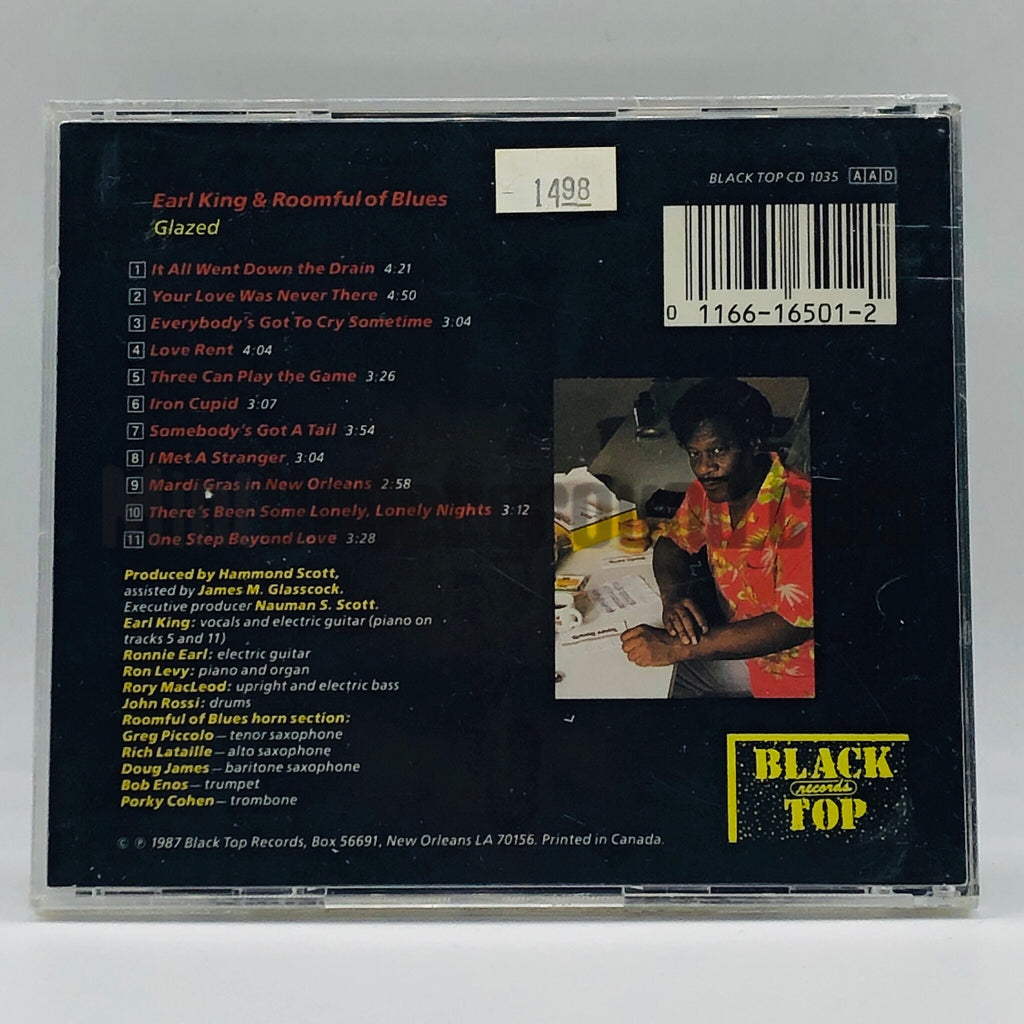 1498
BLACK TOP CD 1035 AAD
Earl King & Roomful of Blues
Glazed
0 1166-16501-2
1 It All Went Down the Drain 4:21
2 Your Love Was Never There 4:50
3 Everybody's Got To Cry Sometime 3:04
4 Love Rent 4:04
5 Three Can Play the Game 3:26
6 Iron Cupid 3:07
7 Somebody's Got A Tail 3:54
8 I Met A Stranger 3:04
9 Mardi Gras in New Orleans 2:58
10 There's Been Some Lonely, Lonely Nights 3:12
11 One Step Beyond Love 3:28
Produced by Hammond Scott,
assisted by James M. Glasscock.
Executive producer Nauman S. Scott.
Earl King: vocals and electric guitar (piano on
tracks 5 and 11)
Ronnie Earl: electric guitar
Ron Levy: piano and organ
Rory MacLeod: upright and electric bass
John Rossi: drums
Roomful of Blues horn section:
Greg Piccolo – tenor saxophone
Rich Lataille – alto saxophone
Doug James – baritone saxophone
Bob Enos – trumpet
Porky Cohen – trombone
BLACK
records
TOP
© ℗ 1987 Black Top Records, Box 56691, New Orleans LA 70156. Printed in Canada.